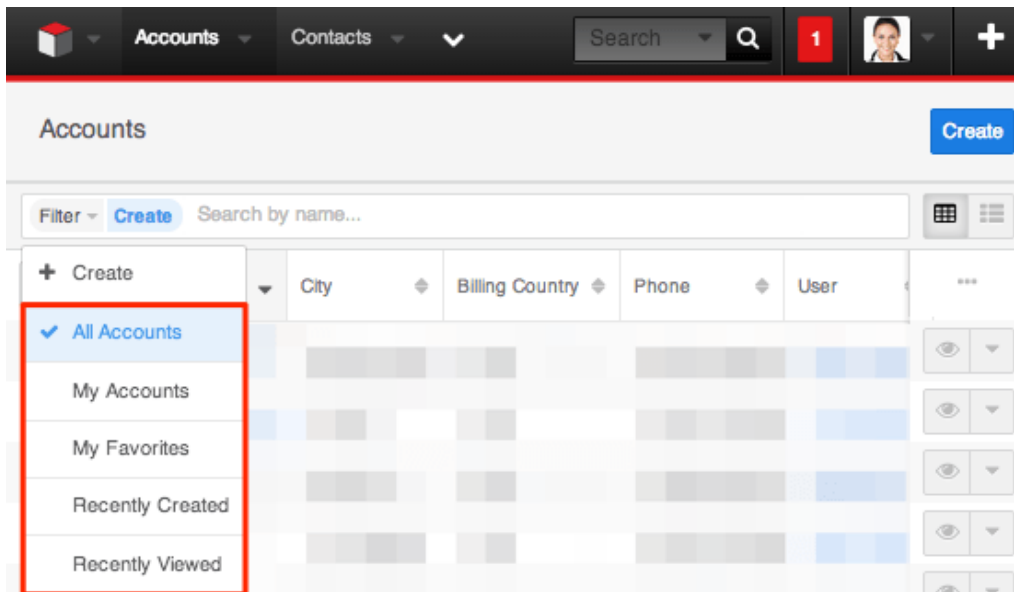 Accounts Contacts Search 1
Accounts
Create
Filter Create Search by name...
Create
City Billing Country Phone User
All Accounts
My Accounts
My Favorites
Recently Created
Recently Viewed